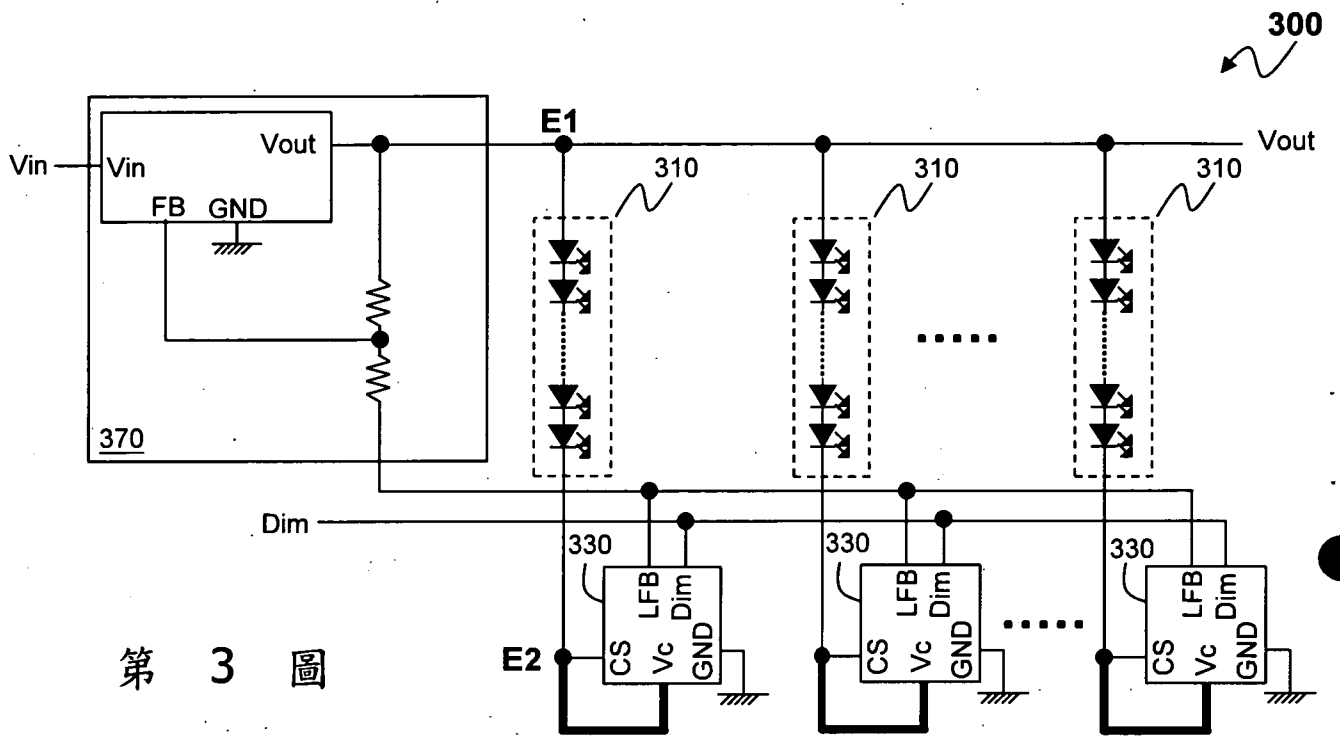 300
E1
Vout
Vin
Vin
Vout
FB GND
310
310
310
370
Dim
330
330
330
LFB
Dim
CS
Vc
GND
LFB
Dim
CS
Vc
GND
LFB
Dim
CS
Vc
GND
E2
第 3 圖